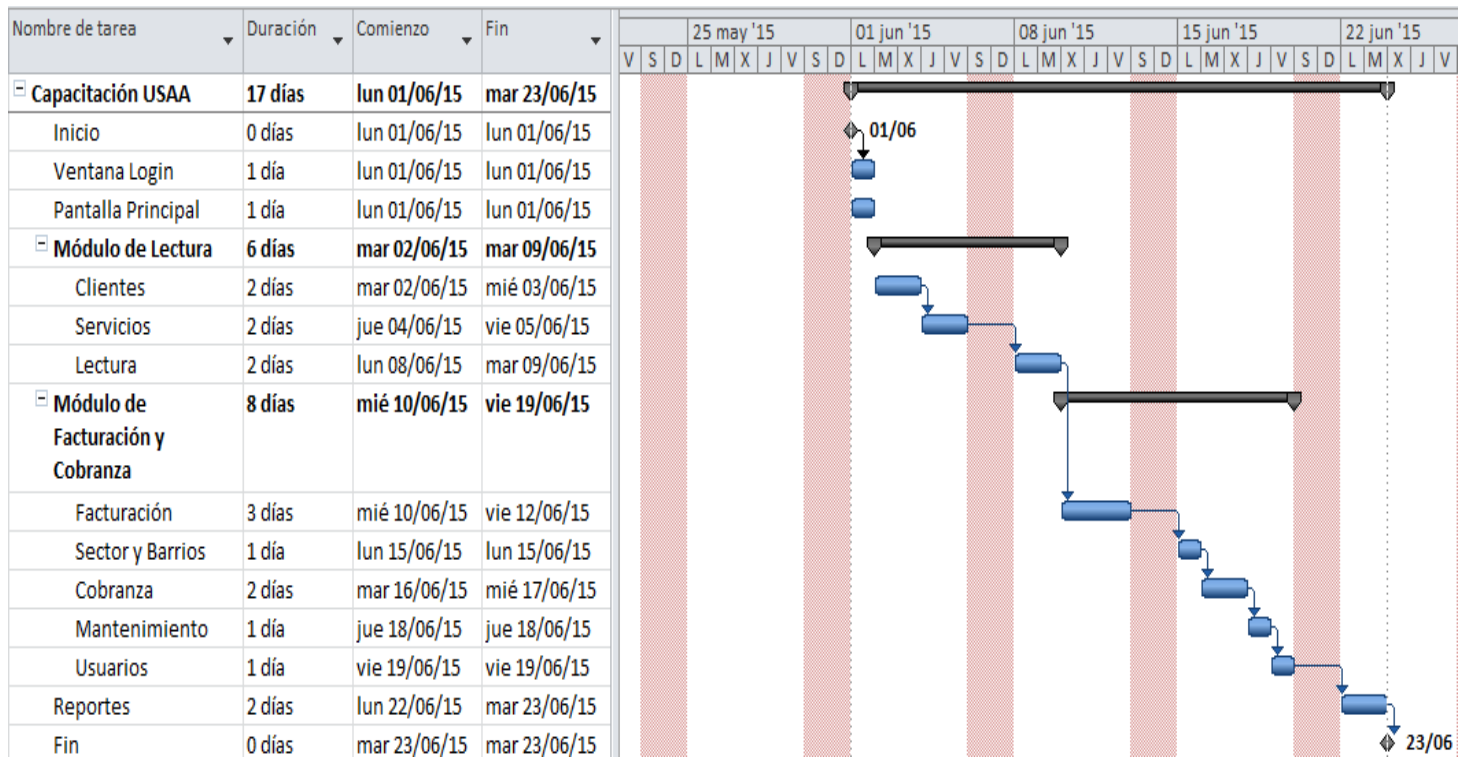 Nombre de tarea Duración Comienzo Fin
25 may '15 01 jun '15 08 jun '15 15 jun '15 22 jun '15
V S D L M X J V S D L M X J V S D L M X J V S D L M X J V S D L M X J V
Capacitación USAA 17 días lun 01/06/15 mar 23/06/15
Inicio 0 días lun 01/06/15 lun 01/06/15 01/06
Ventana Login 1 día lun 01/06/15 lun 01/06/15
Pantalla Principal 1 día lun 01/06/15 lun 01/06/15
Módulo de Lectura 6 días mar 02/06/15 mar 09/06/15
Clientes 2 días mar 02/06/15 mié 03/06/15
Servicios 2 días jue 04/06/15 vie 05/06/15
Lectura 2 días lun 08/06/15 mar 09/06/15
Módulo de 8 días mié 10/06/15 vie 19/06/15
Facturación y
Cobranza
Facturación 3 días mié 10/06/15 vie 12/06/15
Sector y Barrios 1 día lun 15/06/15 lun 15/06/15
Cobranza 2 días mar 16/06/15 mié 17/06/15
Mantenimiento 1 día jue 18/06/15 jue 18/06/15
Usuarios 1 día vie 19/06/15 vie 19/06/15
Reportes 2 días lun 22/06/15 mar 23/06/15
Fin 0 días mar 23/06/15 mar 23/06/15 23/06